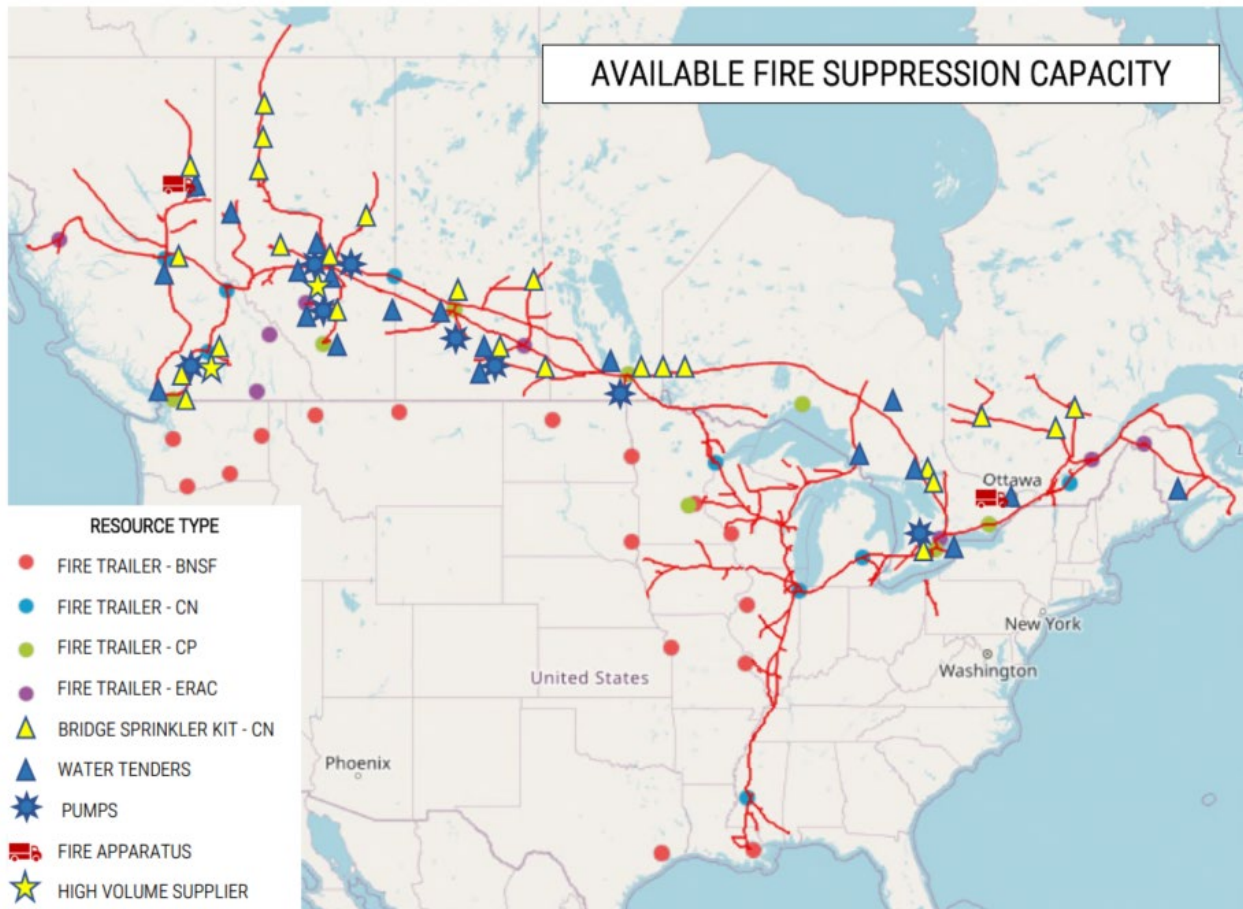 AVAILABLE FIRE SUPPRESSION CAPACITY
Ottawa
New York
Washington
United States
Phoenix
RESOURCE TYPE
FIRE TRAILER - BNSF
FIRE TRAILER - CN
FIRE TRAILER - CP
FIRE TRAILER - ERAC
BRIDGE SPRINKLER KIT - CN
WATER TENDERS
PUMPS
FIRE APPARATUS
HIGH VOLUME SUPPLIER